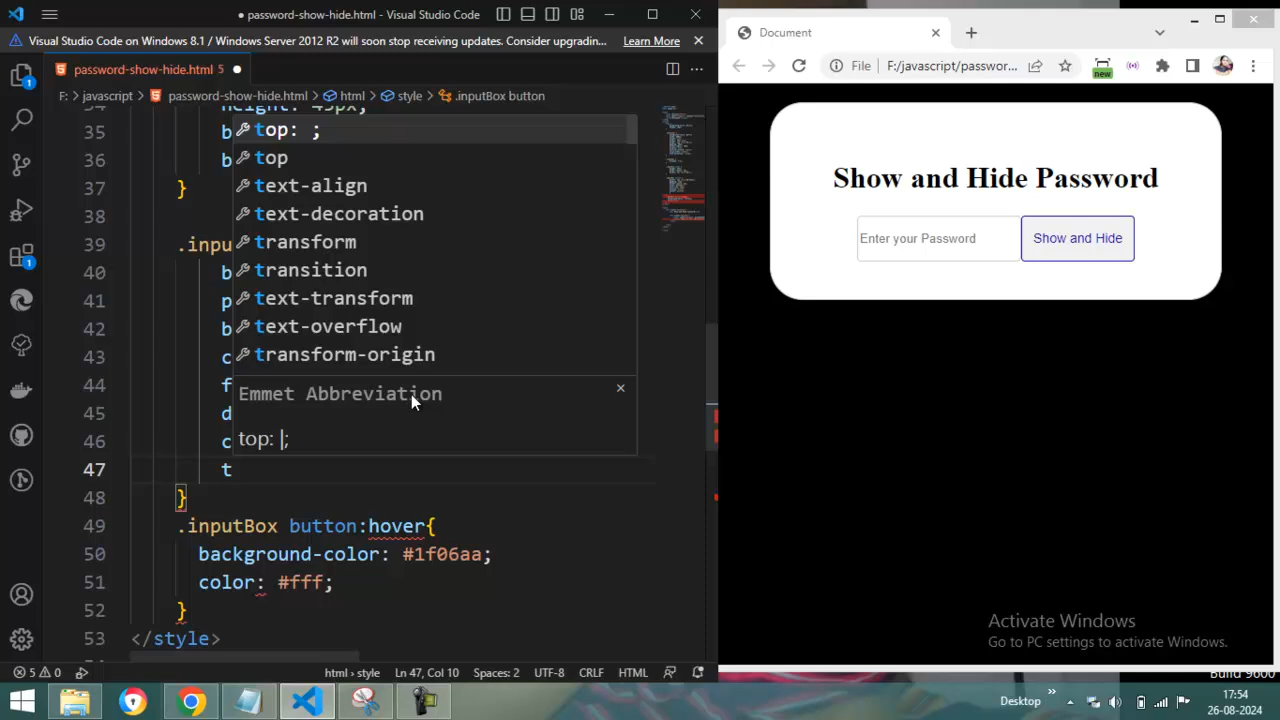 password-show-hide.html - Visual Studio Code
Visual Studio Code on Windows 8.1 / Windows Server 2012 R2 will soon stop receiving updates. Consider upgradin... Learn More
password-show-hide.html 5
F: > javascript > password-show-hide.html > html > style > .inputBox button
35 b
36 b
37 }
38
39 .inpu
40 b
41 p
42 b
43 c
44 f
45 d
46 c
47 t
48 }
49 .inputBox button:hover{
50 background-color: #1f06aa;
51 color: #fff;
52 }
53 </style>
top: ;
top
text-align
text-decoration
transform
transition
text-transform
text-overflow
transform-origin
Emmet Abbreviation
top: |;
5 0
html › style Ln 47, Col 10 Spaces: 2 UTF-8 CRLF HTML
Document
File F:/javascript/passwor...
new
Show and Hide Password
Enter your Password
Show and Hide
Activate Windows
Go to PC settings to activate Windows.
Build 9600
Desktop
17:54
26-08-2024